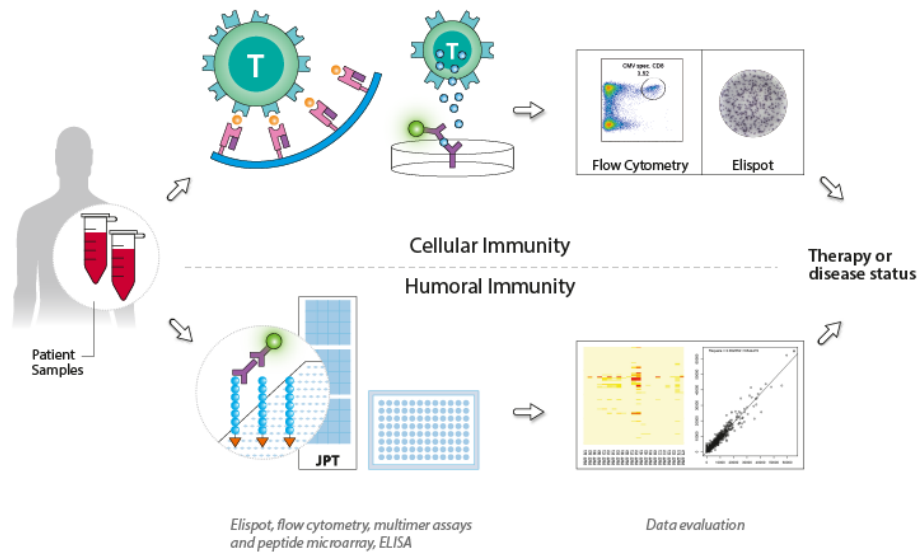 T
T
CMV spec. CD8
3.82
Flow Cytometry
Elispot
Cellular Immunity
Humoral Immunity
Therapy or
disease status
Patient
Samples
JPT
Elispot, flow cytometry, multimer assays
and peptide microarray, ELISA
Data evaluation